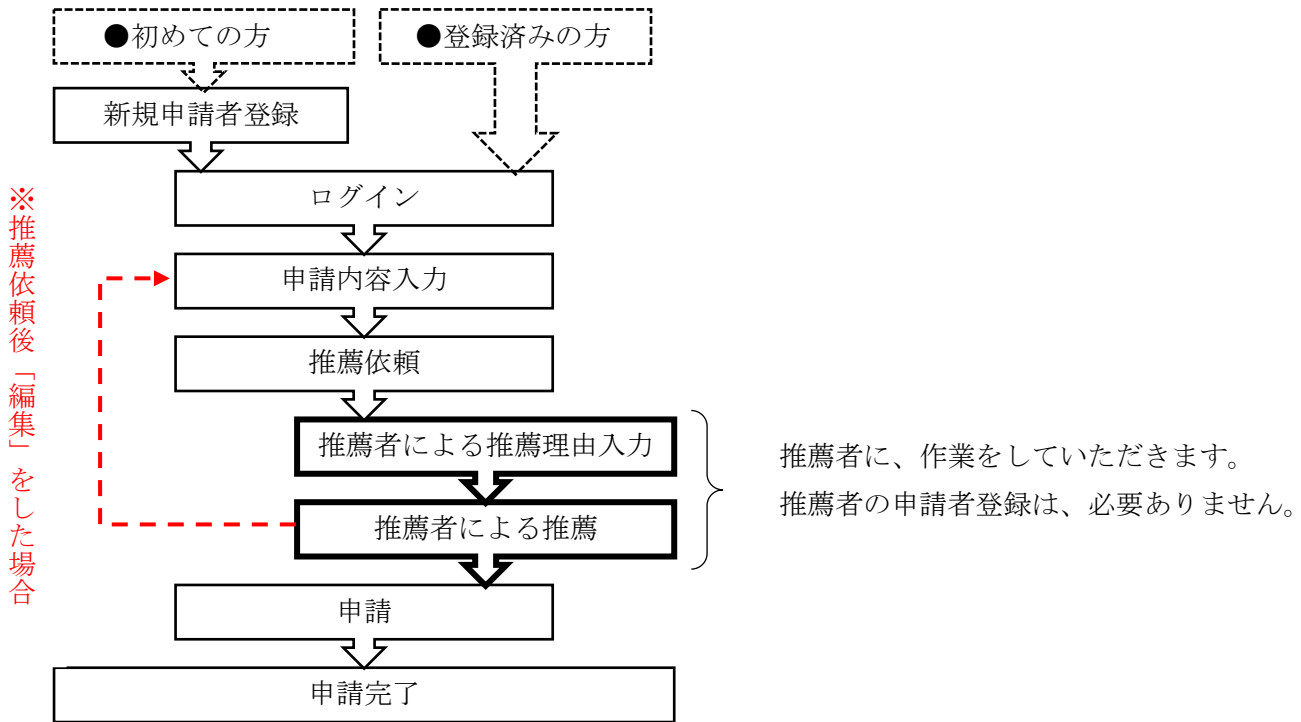 ●初めての方
●登録済みの方
新規申請者登録
ログイン
申請内容入力
推薦依頼
推薦者による推薦理由入力
推薦者による推薦
申請
申請完了
※推薦依頼後「編集」をした場合
推薦者に、作業をしていただきます。
推薦者の申請者登録は、必要ありません。